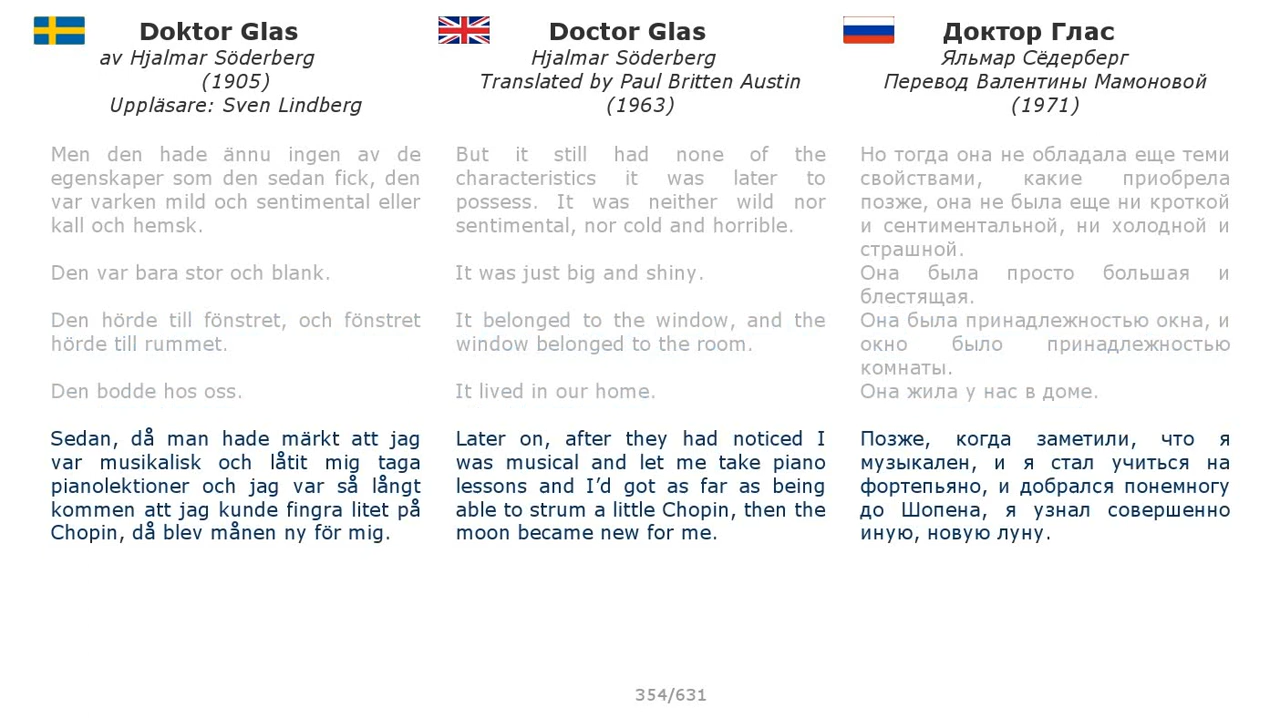 Doktor Glas
av Hjalmar Söderberg
(1905)
Uppläsare: Sven Lindberg
Men den hade ännu ingen av de
egenskaper som den sedan fick, den
var varken mild och sentimental eller
kall och hemsk.
Den var bara stor och blank.
Den hörde till fönstret, och fönstret
hörde till rummet.
Den bodde hos oss.
Sedan, då man hade märkt att jag
var musikalisk och låtit mig taga
pianolektioner och jag var så långt
kommen att jag kunde fingra litet på
Chopin, då blev månen ny för mig.
Doctor Glas
Hjalmar Söderberg
Translated by Paul Britten Austin
(1963)
But it still had none of the
characteristics it was later to
possess. It was neither wild nor
sentimental, nor cold and horrible.
It was just big and shiny.
It belonged to the window, and the
window belonged to the room.
It lived in our home.
Later on, after they had noticed I
was musical and let me take piano
lessons and I’d got as far as being
able to strum a little Chopin, then the
moon became new for me.
Доктор Глас
Яльмар Сёдерберг
Перевод Валентины Мамоновой
(1971)
Но тогда она не обладала еще теми
свойствами, какие приобрела
позже, она не была еще ни кроткой
и сентиментальной, ни холодной и
страшной.
Она была просто большая и
блестящая.
Она была принадлежностью окна, и
окно было принадлежностью
комнаты.
Она жила у нас в доме.
Позже, когда заметили, что я
музыкален, и я стал учиться на
фортепьяно, и добрался понемногу
до Шопена, я узнал совершенно
иную, новую луну.
354/631